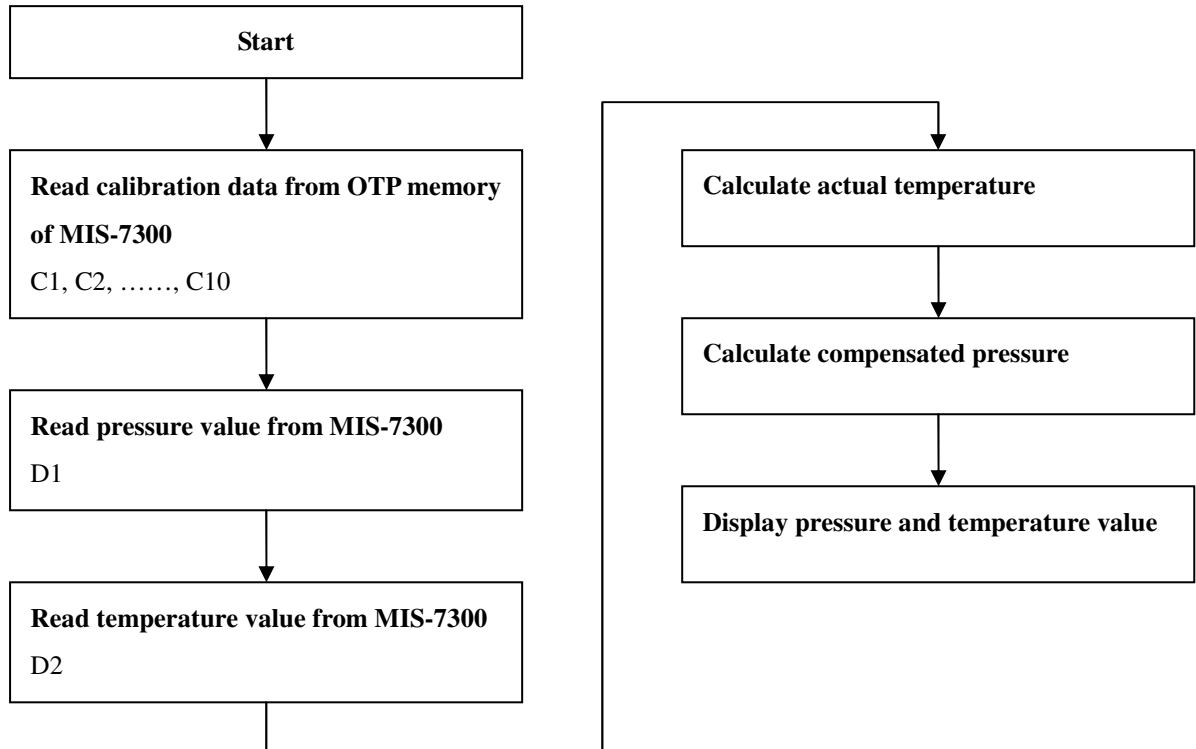 Start
Read calibration data from OTP memory
of MIS-7300
C1, C2, ……, C10
Read pressure value from MIS-7300
D1
Read temperature value from MIS-7300
D2
Calculate actual temperature
Calculate compensated pressure
Display pressure and temperature value